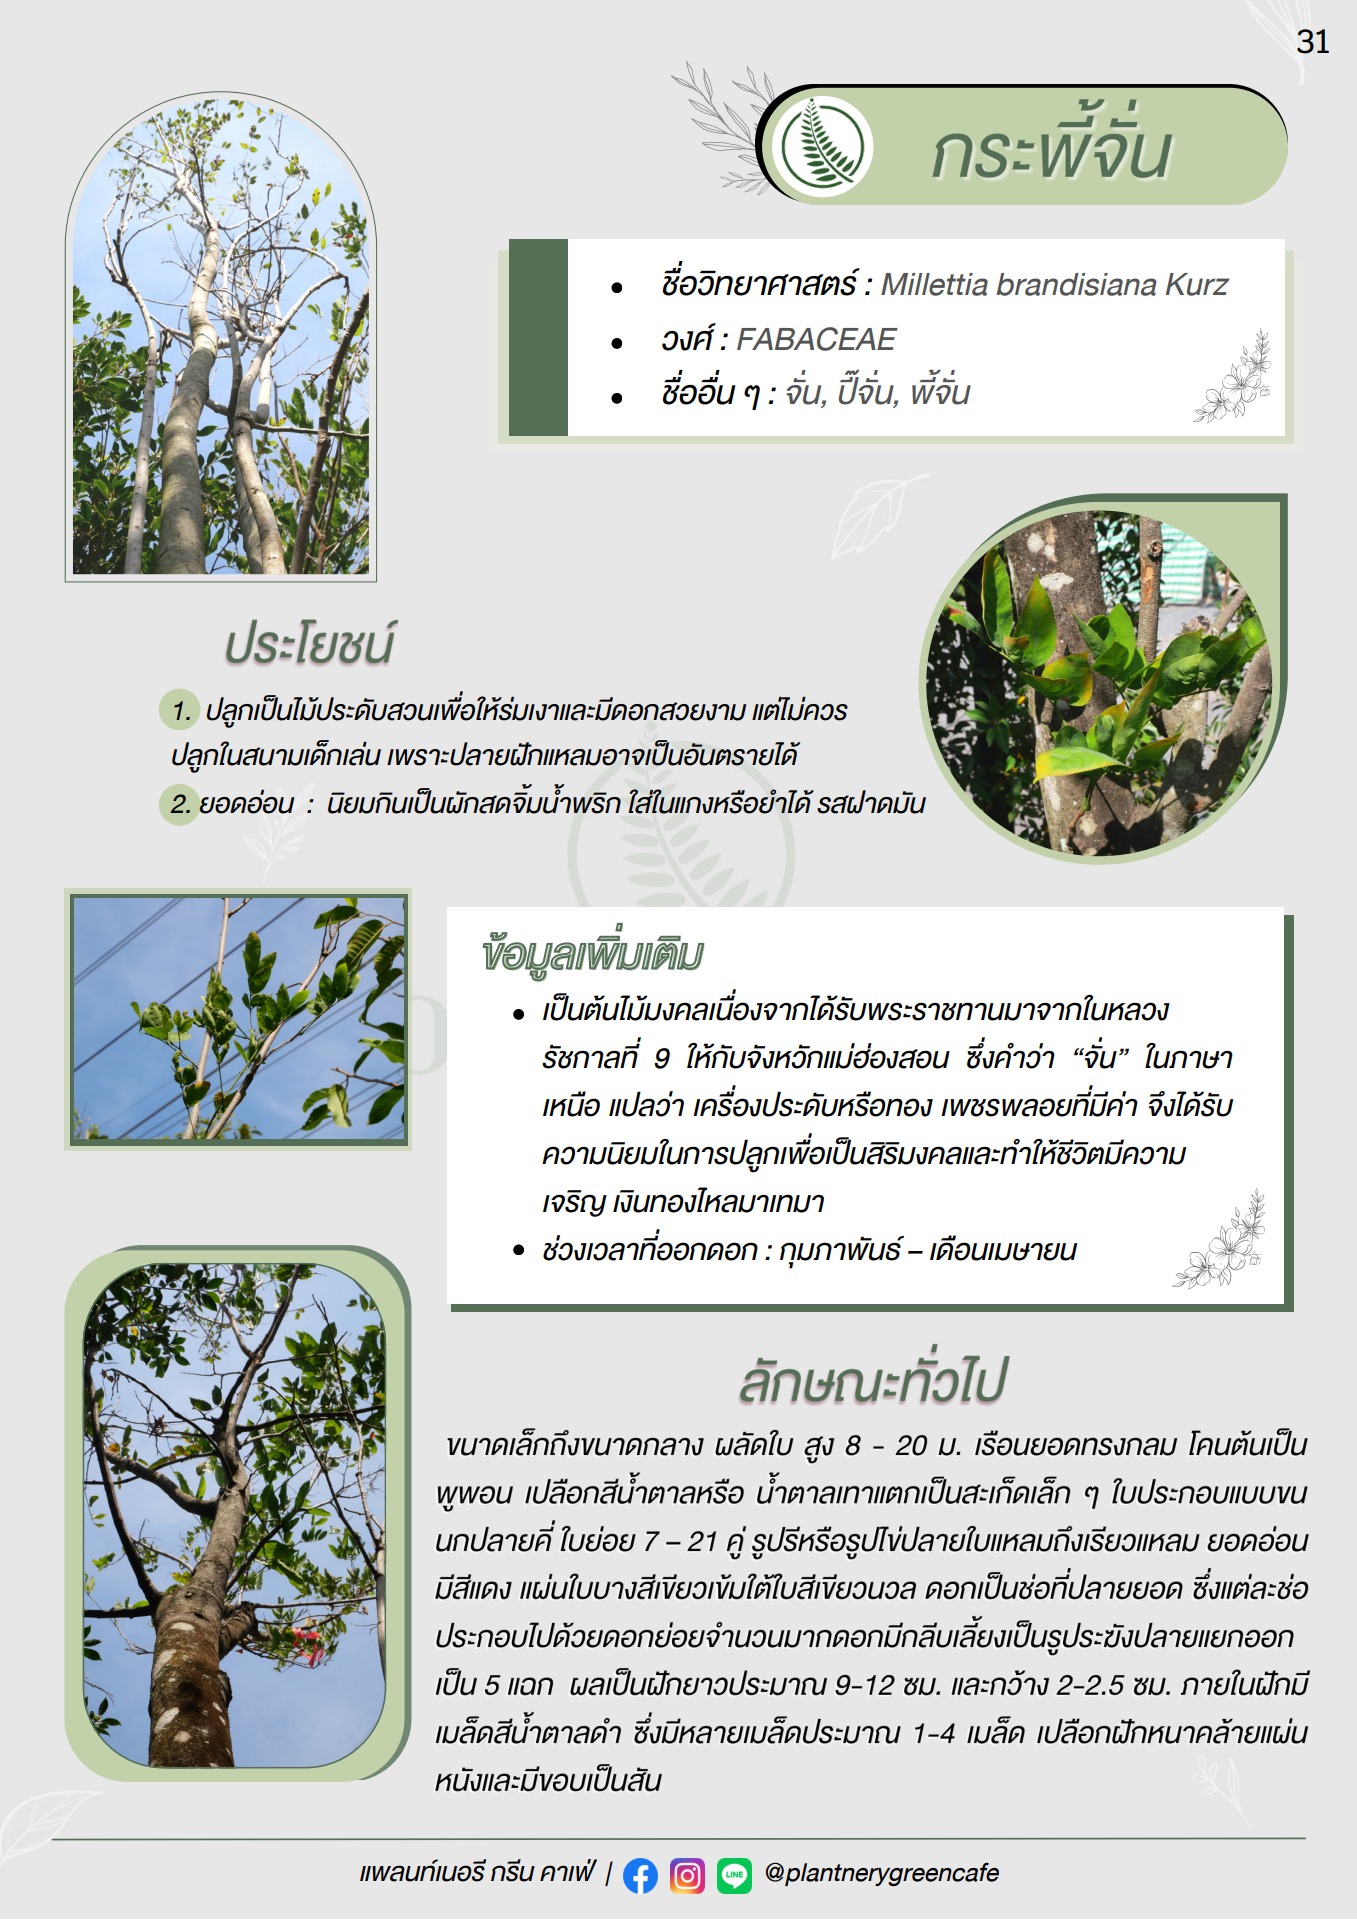 31
กระพี้จั่น
ชื่อวิทยาศาสตร์ : Millettia brandisiana Kurz
วงศ์ : FABACEAE
ชื่ออื่น ๆ : จั่น, ปี๊จั่น, พี้จั่น
ประโยชน์
1. ปลูกเป็นไม้ประดับสวนเพื่อให้ร่มเงาและมีดอกสวยงาม แต่ไม่ควร
ปลูกในสนามเด็กเล่น เพราะปลายฝักแหลมอาจเป็นอันตรายได้
2. ยอดอ่อน : นิยมกินเป็นผักสดจิ้มน้ำพริก ใส่ในแกงหรือยำได้ รสฝาดมัน
ข้อมูลเพิ่มเติม
เป็นต้นไม้มงคลเนื่องจากได้รับพระราชทานมาจากในหลวง
รัชกาลที่ 9 ให้กับจังหวักแม่ฮ่องสอน ซึ่งคำว่า “จั่น” ในภาษา
เหนือ แปลว่า เครื่องประดับหรือทอง เพชรพลอยที่มีค่า จึงได้รับ
ความนิยมในการปลูกเพื่อเป็นสิริมงคลและทำให้ชีวิตมีความ
เจริญ เงินทองไหลมาเทมา
ช่วงเวลาที่ออกดอก : กุมภาพันธ์ – เดือนเมษายน
ลักษณะทั่วไป
ขนาดเล็กถึงขนาดกลาง ผลัดใบ สูง 8 - 20 ม. เรือนยอดทรงกลม โคนต้นเป็น
พูพอน เปลือกสีน้ำตาลหรือ น้ำตาลเทาแตกเป็นสะเก็ดเล็ก ๆ ใบประกอบแบบขน
นกปลายคี่ ใบย่อย 7 – 21 คู่ รูปรีหรือรูปไข่ปลายใบแหลมถึงเรียวแหลม ยอดอ่อน
มีสีแดง แผ่นใบบางสีเขียวเข้มใต้ใบสีเขียวนวล ดอกเป็นช่อที่ปลายยอด ซึ่งแต่ละช่อ
ประกอบไปด้วยดอกย่อยจำนวนมากดอกมีกลีบเลี้ยงเป็นรูประฆังปลายแยกออก
เป็น 5 แฉก ผลเป็นฝักยาวประมาณ 9-12 ซม. และกว้าง 2-2.5 ซม. ภายในฝักมี
เมล็ดสีน้ำตาลดำ ซึ่งมีหลายเมล็ดประมาณ 1-4 เมล็ด เปลือกฝักหนาคล้ายแผ่น
หนังและมีขอบเป็นสัน
แพลนท์เนอรี กรีน คาเฟ่ | LINE @plantnerygreencafe